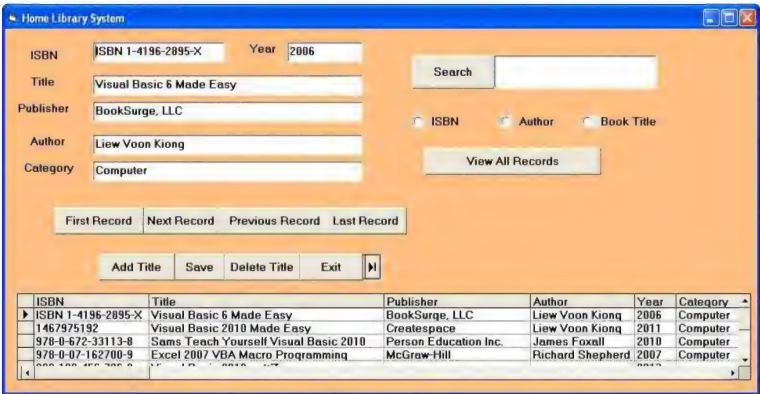 Home Library System
ISBN ISBN 1-4196-2895-X Year 2006
Title Visual Basic 6 Made Easy
Publisher BookSurge, LLC
Author Liew Voon Kiong
Category Computer
Search
ISBN Author Book Title
View All Records
First Record Next Record Previous Record Last Record
Add Title Save Delete Title Exit
ISBN Title Publisher Author Year Category
ISBN 1-4196-2895-X Visual Basic 6 Made Easy BookSurge, LLC Liew Voon Kiong 2006 Computer
1467975192 Visual Basic 2010 Made Easy Createspace Liew Voon Kiong 2011 Computer
978-0-672-33113-8 Sams Teach Yourself Visual Basic 2010 Person Education Inc. James Foxall 2010 Computer
978-0-07-162700-9 Excel 2007 VBA Macro Programming McGraw-Hill Richard Shepherd 2007 Computer